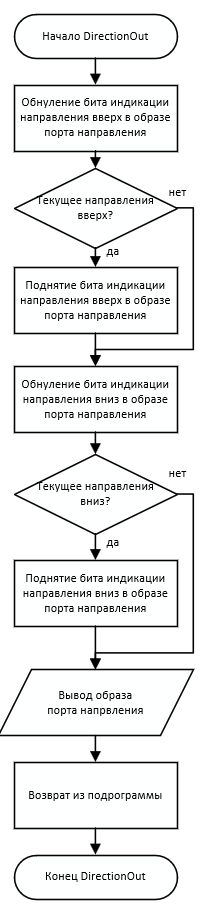 Начало DirectionOut
Обнуление бита индикации
направления вверх в образе
порта направления
Текущее направления
вверх?
нет
да
Поднятие бита индикации
направления вверх в образе
порта направления
Обнуление бита индикации
направления вниз в образе
порта направления
Текущее направления
вниз?
нет
да
Поднятие бита индикации
направления вниз в образе
порта направления
Вывод образа
порта напрвления
Возврат из подрограммы
Конец DirectionOut